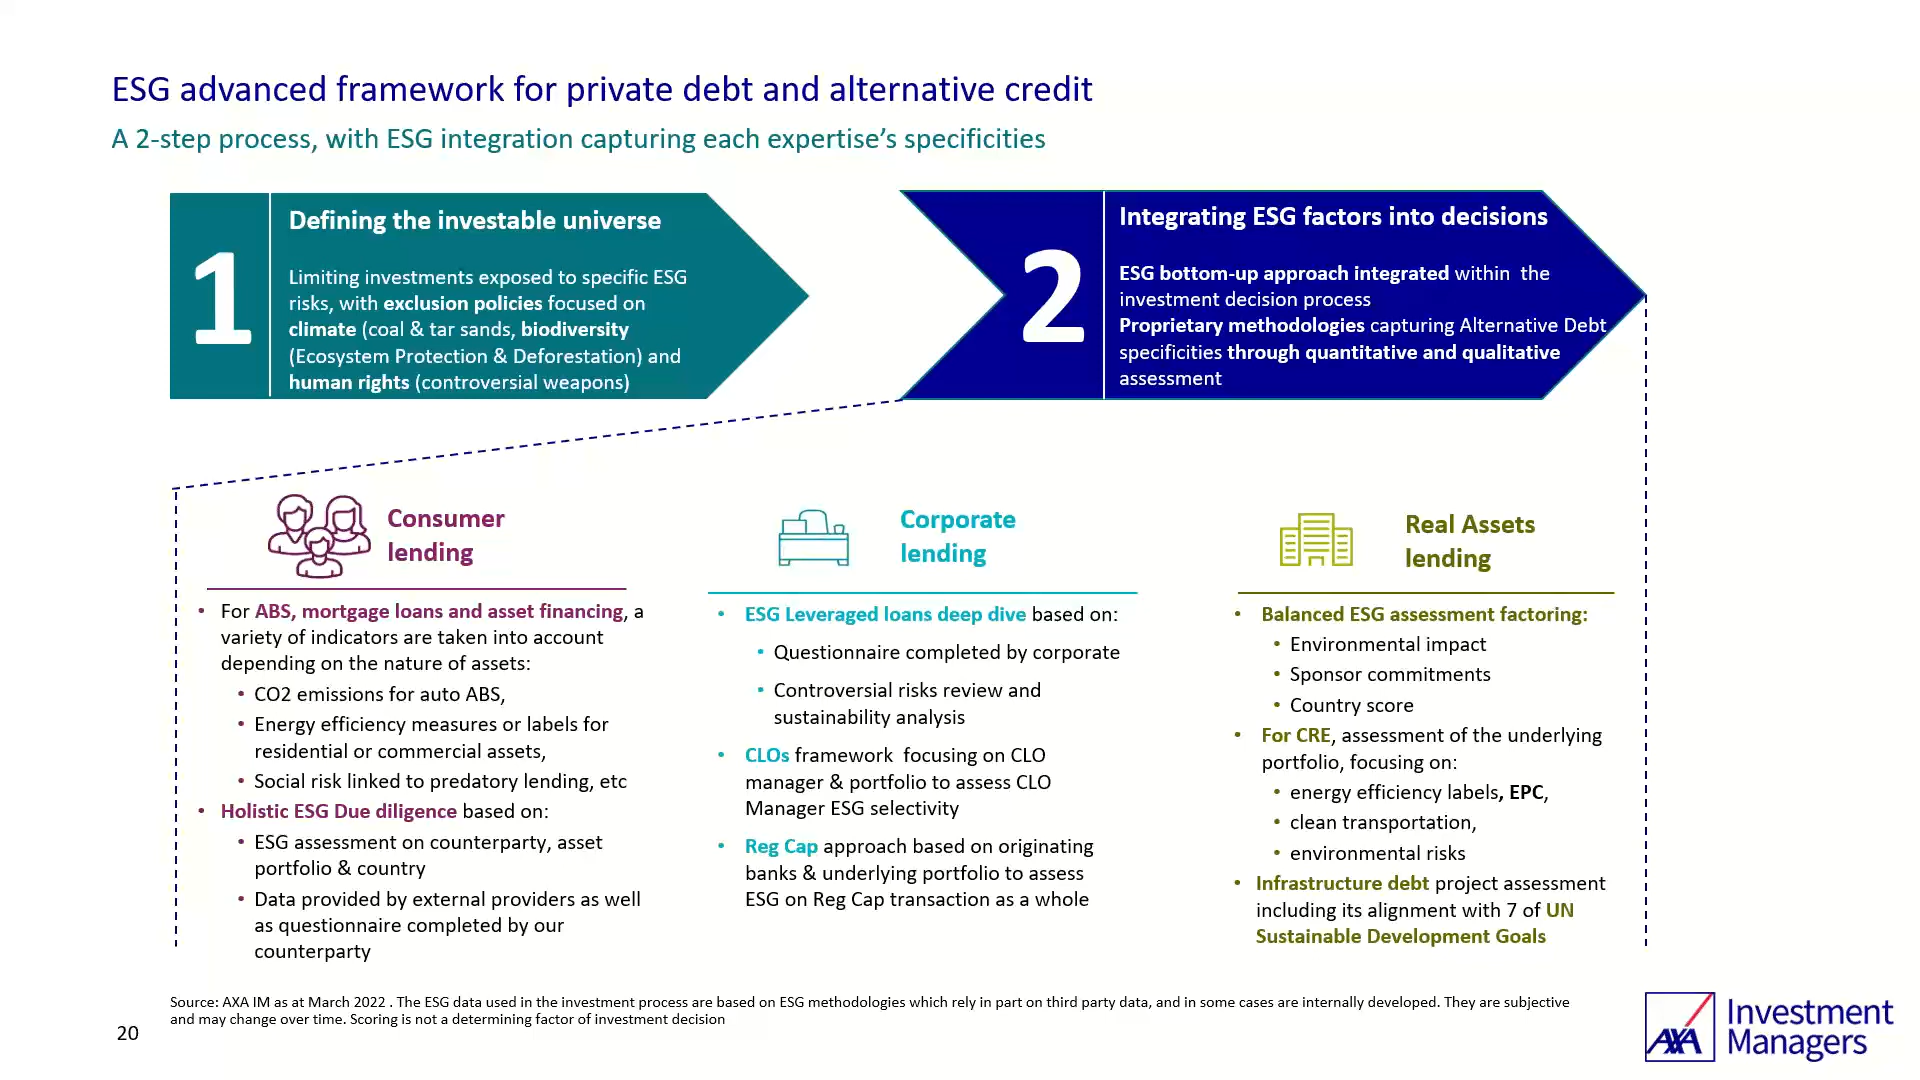 ESG advanced framework for private debt and alternative credit
A 2-step process, with ESG integration capturing each expertise’s specificities
1
Defining the investable universe
Limiting investments exposed to specific ESG
risks, with exclusion policies focused on
climate (coal & tar sands, biodiversity
(Ecosystem Protection & Deforestation) and
human rights (controversial weapons)
2
Integrating ESG factors into decisions
ESG bottom-up approach integrated within  the
investment decision process
Proprietary methodologies capturing Alternative Debt
specificities through quantitative and qualitative
assessment
Consumer
lending
• For ABS, mortgage loans and asset financing, a
variety of indicators are taken into account
depending on the nature of assets:
• CO2 emissions for auto ABS,
• Energy efficiency measures or labels for
residential or commercial assets,
• Social risk linked to predatory lending, etc
• Holistic ESG Due diligence based on:
• ESG assessment on counterparty, asset
portfolio & country
• Data provided by external providers as well
as questionnaire completed by our
counterparty
Corporate
lending
• ESG Leveraged loans deep dive based on:
• Questionnaire completed by corporate
• Controversial risks review and
sustainability analysis
• CLOs framework  focusing on CLO
manager & portfolio to assess CLO
Manager ESG selectivity
• Reg Cap approach based on originating
banks & underlying portfolio to assess
ESG on Reg Cap transaction as a whole
Real Assets
lending
• Balanced ESG assessment factoring:
• Environmental impact
• Sponsor commitments
• Country score
• For CRE, assessment of the underlying
portfolio, focusing on:
• energy efficiency labels, EPC,
• clean transportation,
• environmental risks
• Infrastructure debt project assessment
including its alignment with 7 of UN
Sustainable Development Goals
Source: AXA IM as at March 2022 . The ESG data used in the investment process are based on ESG methodologies which rely in part on third party data, and in some cases are internally developed. They are subjective
and may change over time. Scoring is not a determining factor of investment decision
20
AXA
Investment
Managers